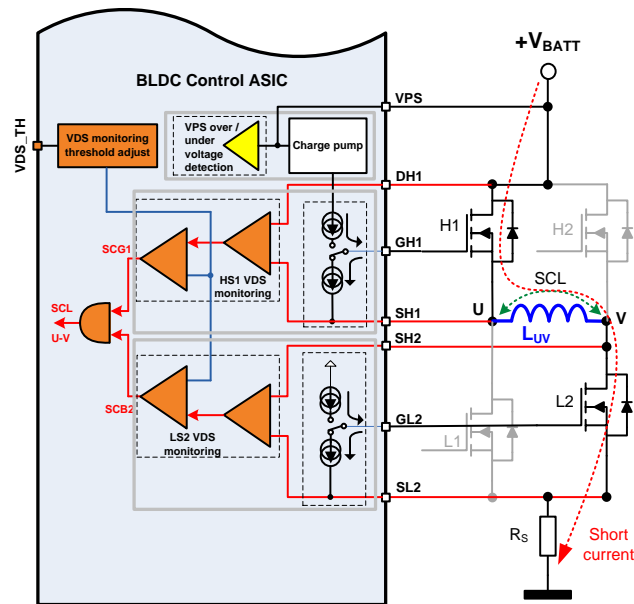 +VBATT
BLDC Control ASIC
VPS
VDS_TH
VDS monitoring
threshold adjust
VPS over /
under
voltage
detection
Charge pump
DH1
H1
H2
SCG1
GH1
HS1 VDS
monitoring
SCL
U
V
SCL
U-V
SH1
LUV
SH2
SCB2
L2
GL2
L1
LS2 VDS
monitoring
SL2
RS
Short
current